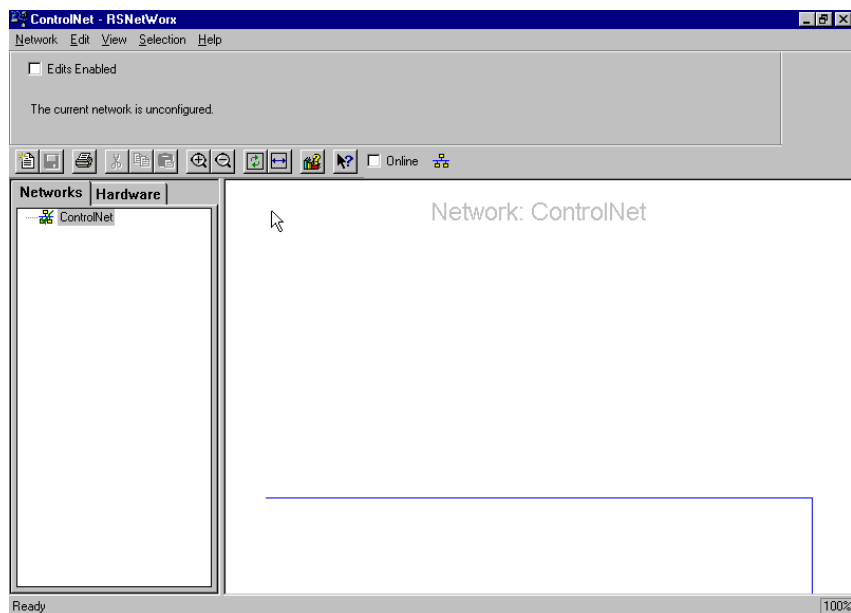 ControlNet - RSNetWorx
Network Edit View Selection Help
Edits Enabled
The current network is unconfigured.
Online
Networks Hardware
ControlNet
Network: ControlNet
Ready 100%